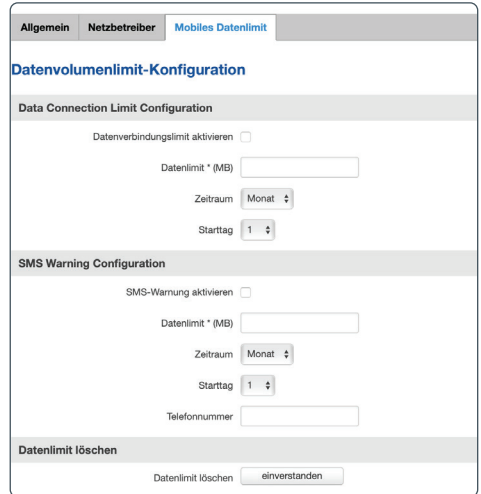 Allgemein Netzbetreiber Mobiles Datenlimit
Datenvolumenlimit-Konfiguration
Data Connection Limit Configuration
Datenverbindungslimit aktivieren
Datenlimit * (MB)
Zeitraum Monat
Starttag 1
SMS Warning Configuration
SMS-Warnung aktivieren
Datenlimit * (MB)
Zeitraum Monat
Starttag 1
Telefonnummer
Datenlimit löschen
Datenlimit löschen einverstanden